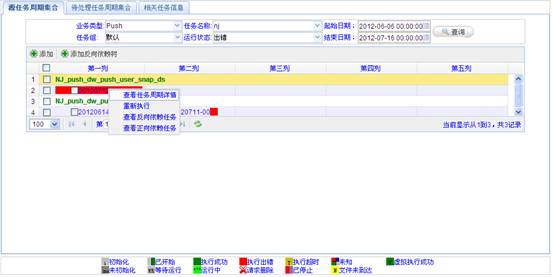 源任务周期集合 待处理任务周期集合 相关任务信息
业务类型: Push 任务名称: nj 起始日期: 2012-06-06 00:00:00
任务组: 默认 运行状态: 出错 结束日期: 2012-07-16 00:00:00 查询
添加 添加反向依赖树
第一列 第二列 第三列 第四列 第五列
1 NJ_push_dw_push_user_snap_ds
2
查看任务周期详细
3 NJ_push_dw_pu
重新执行
4 20120614 20711-00
查看反向依赖任务
查看正向依赖任务
100 第 1 当前显示从1到3，共3记录
初始化 已开始 执行成功 执行出错 执行超时 未知 虚拟执行成功
未初始化 等待运行 运行中 请求删除 已停止 文件未到达